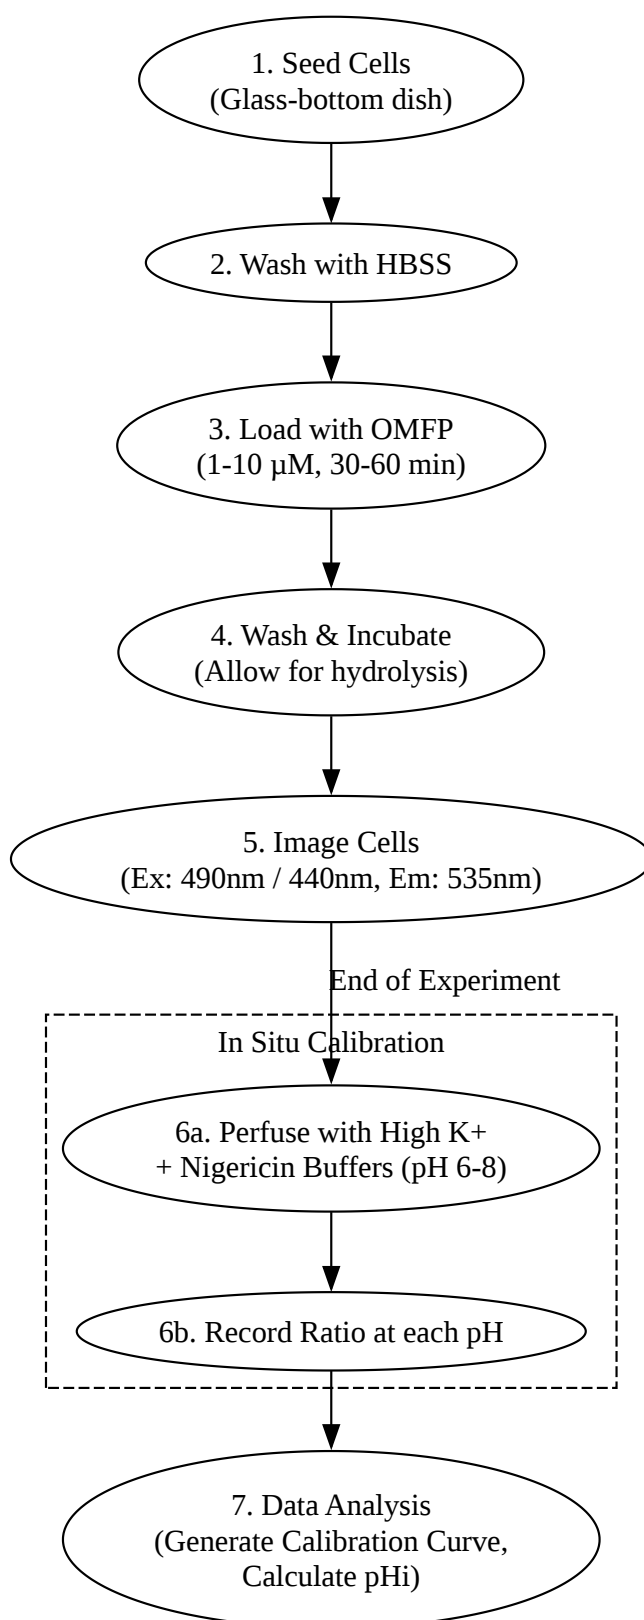 1. Seed Cells
(Glass-bottom dish)
2. Wash with HBSS
3. Load with OMFP
(1-10 µM, 30-60 min)
4. Wash & Incubate
(Allow for hydrolysis)
5. Image Cells
(Ex: 490nm / 440nm, Em: 535nm)
End of Experiment
In Situ Calibration
6a. Perfuse with High K+
+ Nigericin Buffers (pH 6-8)
6b. Record Ratio at each pH
7. Data Analysis
(Generate Calibration Curve,
Calculate pHi)